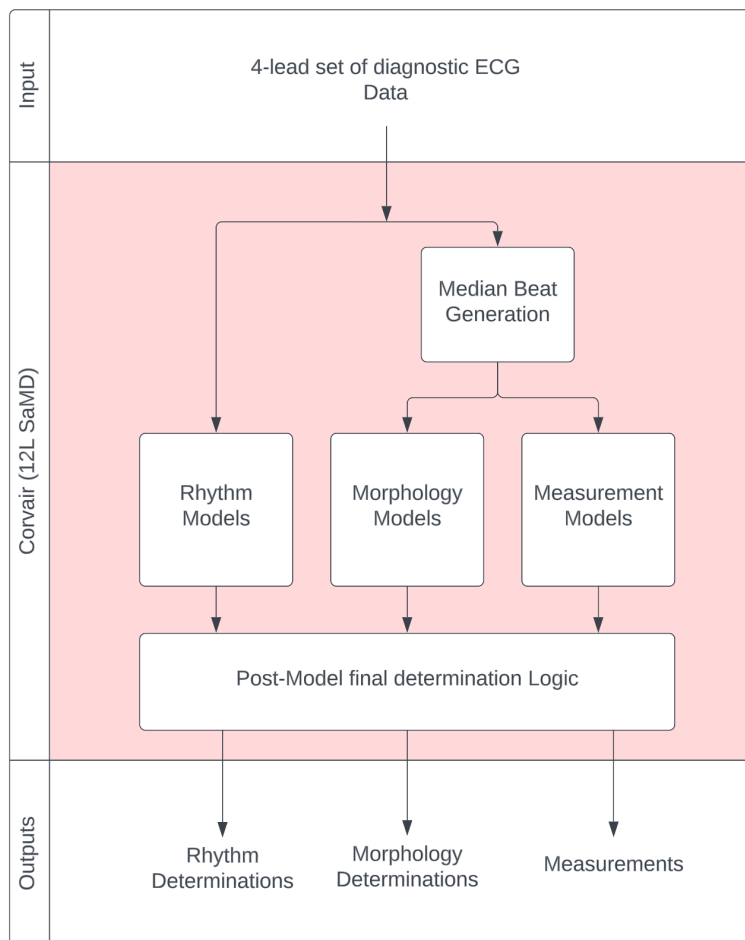 Input
4-lead set of diagnostic ECG
Data
Corvair (12L SaMD)
Median Beat
Generation
Rhythm
Models
Morphology
Models
Measurement
Models
Post-Model final determination Logic
Outputs
Rhythm
Determinations
Morphology
Determinations
Measurements